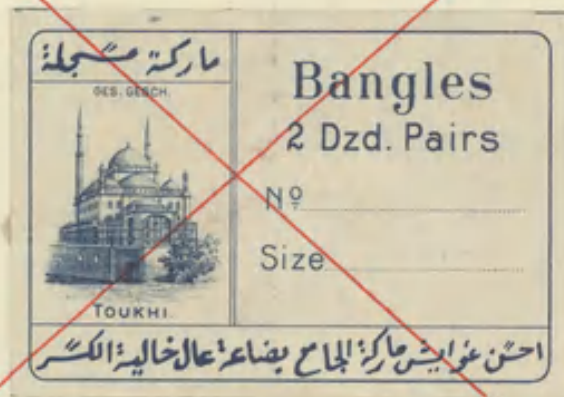 ماركة مسجلة
GES. GESCH.
TOUKHI
Bangles
2 Dzd. Pairs
Nº
Size
احسن غوايش ماركة الجامع بضاعة عال خالية الكسر